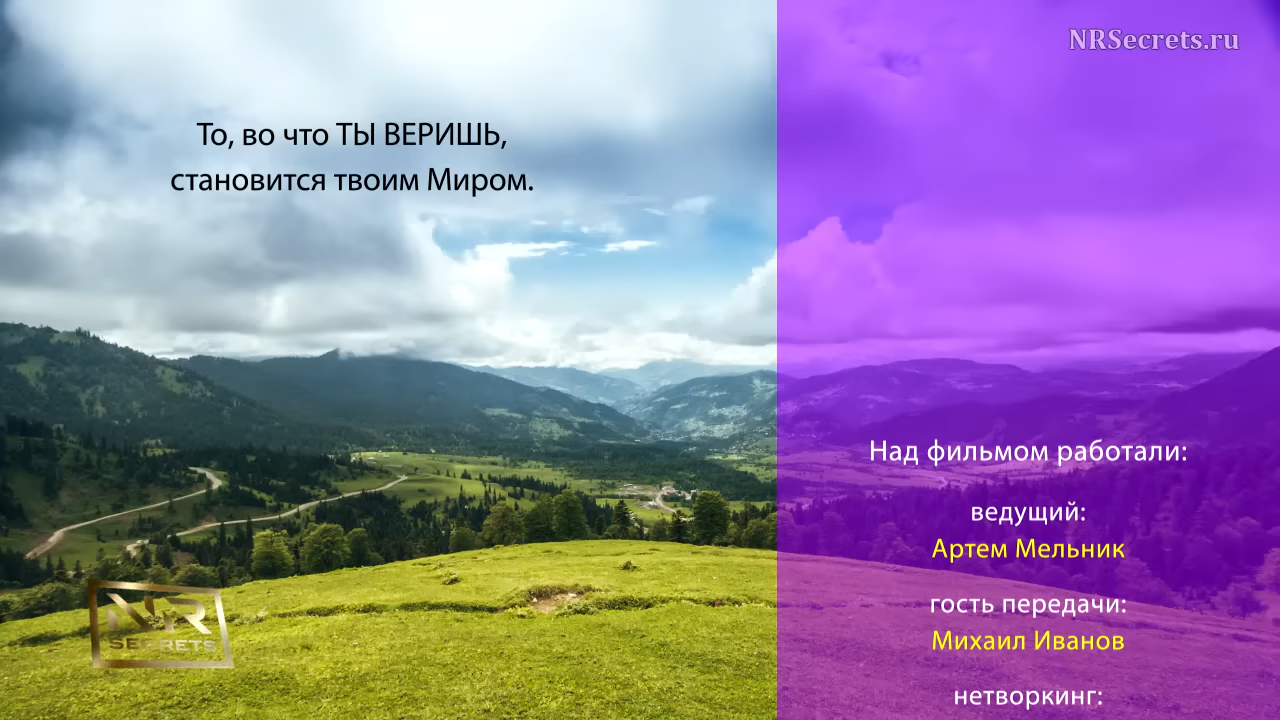 NRSecrets.ru
То, во что ТЫ ВЕРИШЬ,
становится твоим Миром.
Над фильмом работали:
ведущий:
Артем Мельник
гость передачи:
Михаил Иванов
нетворкинг:
NR
SECRETS